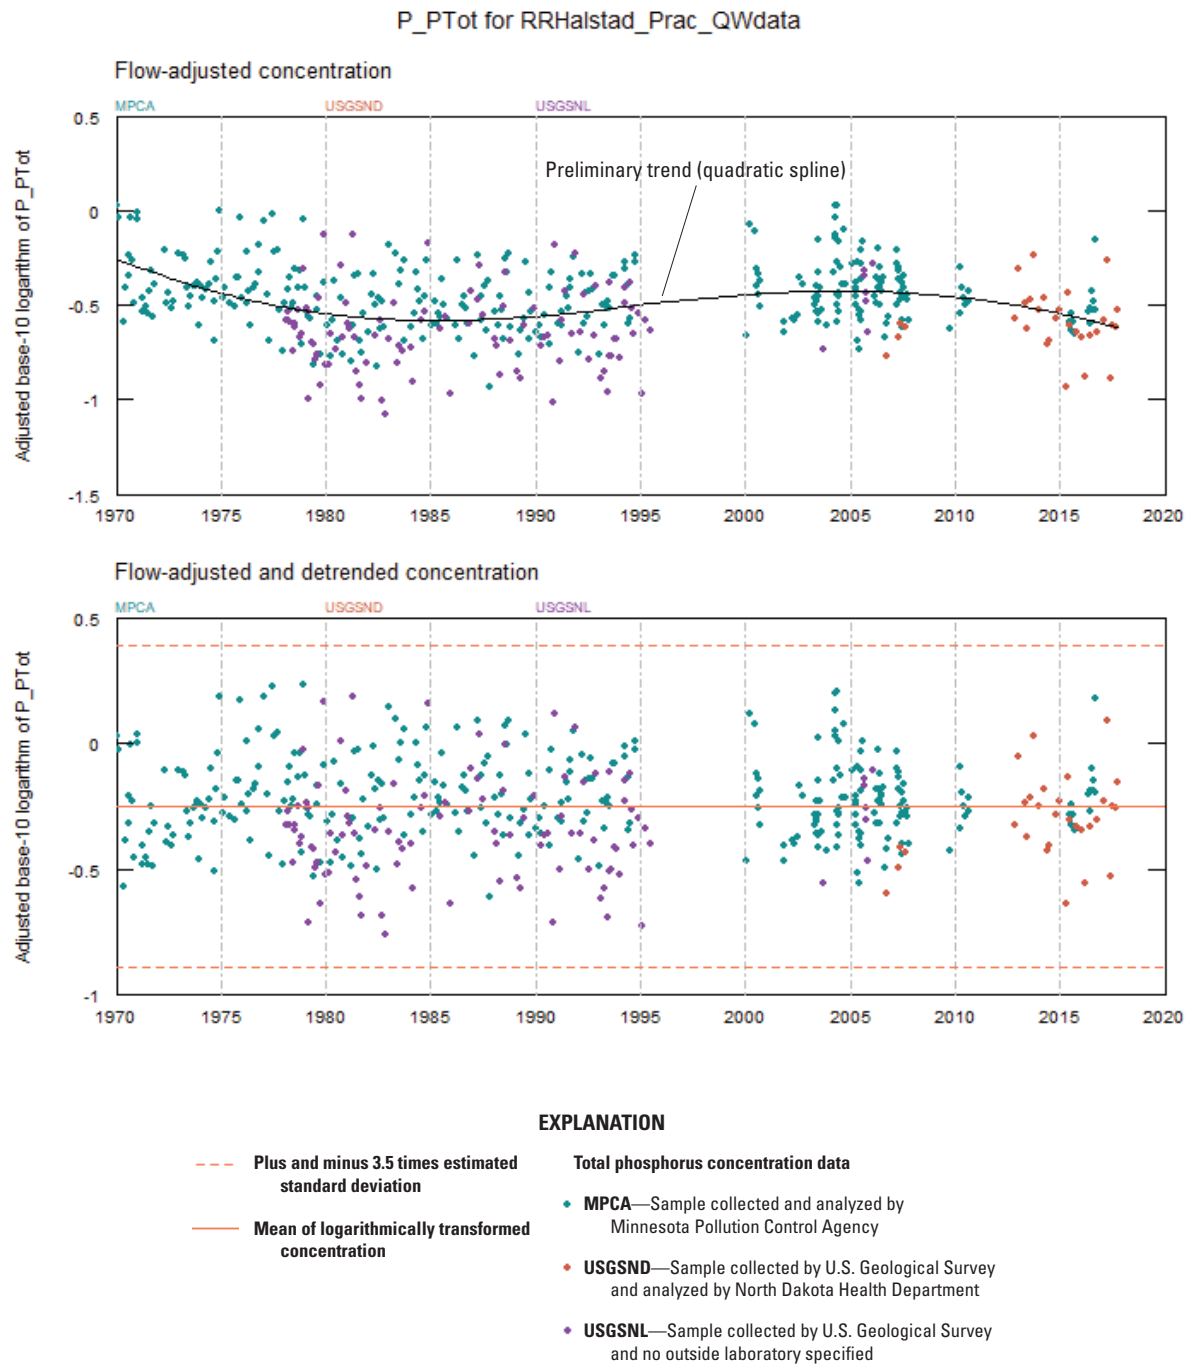 P_PTot for RRHalstad_Prac_QWdata
Flow-adjusted concentration
MPCA USGSND USGSNL
Adjusted base-10 logarithm of P_PTot
0.5
0
-0.5
-1
-1.5
Preliminary trend (quadratic spline)
1970 1975 1980 1985 1990 1995 2000 2005 2010 2015 2020
Flow-adjusted and detrended concentration
MPCA USGSND USGSNL
Adjusted base-10 logarithm of P_PTot
0.5
0
-0.5
-1
1970 1975 1980 1985 1990 1995 2000 2005 2010 2015 2020
EXPLANATION
Plus and minus 3.5 times estimated
standard deviation
Mean of logarithmically transformed
concentration
Total phosphorus concentration data
MPCA—Sample collected and analyzed by
Minnesota Pollution Control Agency
USGSND—Sample collected by U.S. Geological Survey
and analyzed by North Dakota Health Department
USGSNL—Sample collected by U.S. Geological Survey
and no outside laboratory specified